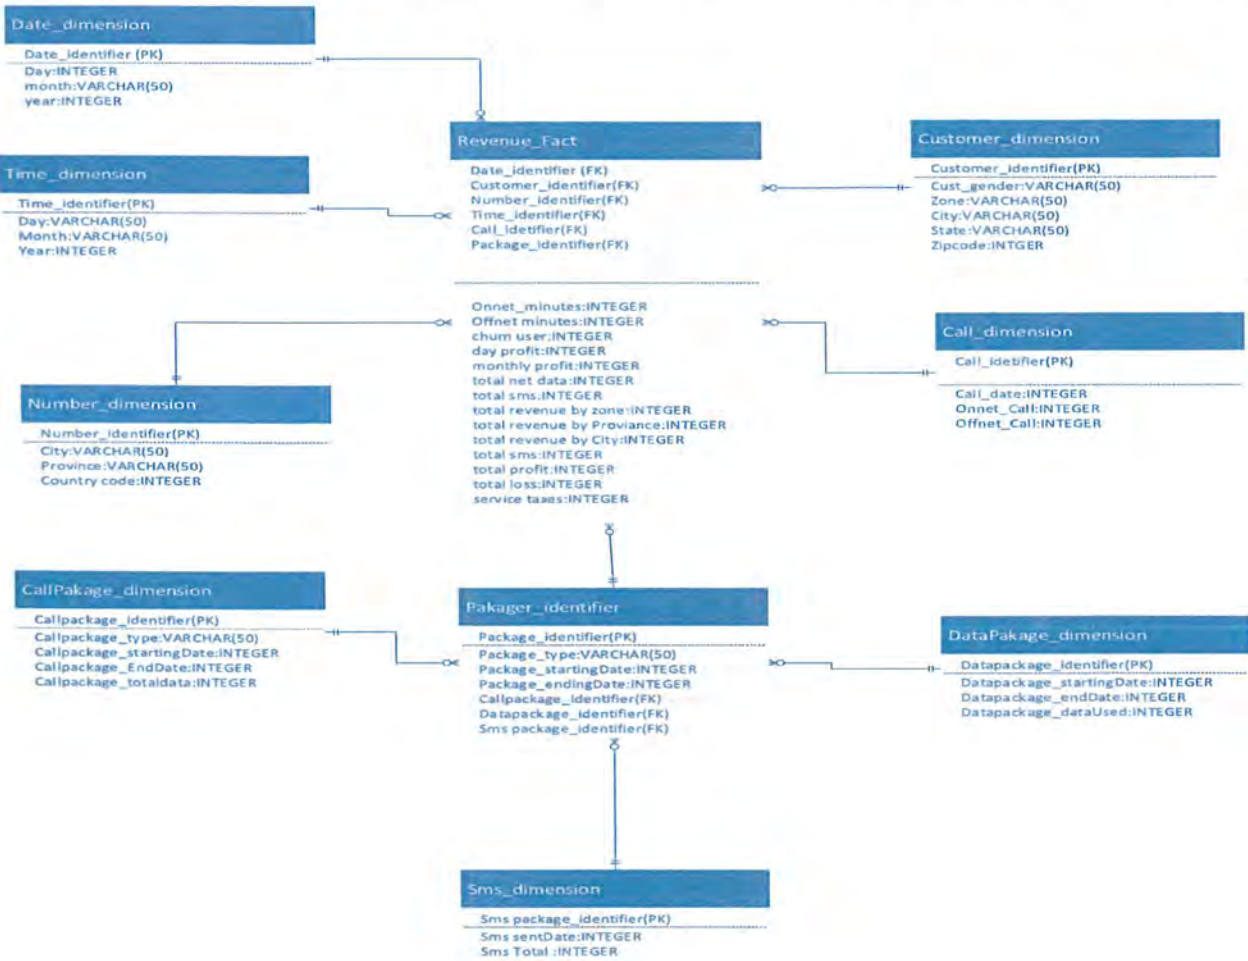 Date_dimension
Date_identifier (PK)
Day:INTEGER
month:VARCHAR(50)
year:INTEGER
Time_dimension
Time_identifier(PK)
Day:VARCHAR(50)
Month:VARCHAR(50)
Year:INTEGER
Revenue_Fact
Date_identifier (FK)
Customer_identifier(FK)
Number_identifier(FK)
Time_identifier(FK)
Call_idetifier(FK)
Package_identifier(FK)
Onnet_minutes:INTEGER
Offnet minutes:INTEGER
churn user:INTEGER
day profit:INTEGER
monthly profit:INTEGER
total net data:INTEGER
total sms:INTEGER
total revenue by zone:INTEGER
total revenue by Proviance:INTEGER
total revenue by City:INTEGER
total sms:INTEGER
total profit:INTEGER
total loss:INTEGER
service taxes:INTEGER
Customer_dimension
Customer_identifier(PK)
Cust_gender:VARCHAR(50)
Zone:VARCHAR(50)
City:VARCHAR(50)
State:VARCHAR(50)
Zipcode:INTGER
Call_dimension
Call_idetifier(PK)
Call_date:INTEGER
Onnet_Call:INTEGER
Offnet_Call:INTEGER
Number_dimension
Number_identifier(PK)
City:VARCHAR(50)
Province:VARCHAR(50)
Country code:INTEGER
CallPakage_dimension
Callpackage_identifier(PK)
Callpackage_type:VARCHAR(50)
Callpackage_startingDate:INTEGER
Callpackage_EndDate:INTEGER
Callpackage_totaldata:INTEGER
Pakager_identifier
Package_identifier(PK)
Package_type:VARCHAR(50)
Package_startingDate:INTEGER
Package_endingDate:INTEGER
Callpackage_identifier(FK)
Datapackage_identifier(FK)
Sms package_identifier(FK)
DataPakage_dimension
Datapackage_identifier(PK)
Datapackage_startingDate:INTEGER
Datapackage_endDate:INTEGER
Datapackage_dataUsed:INTEGER
Sms_dimension
Sms package_identifier(PK)
Sms sentDate:INTEGER
Sms Total :INTEGER